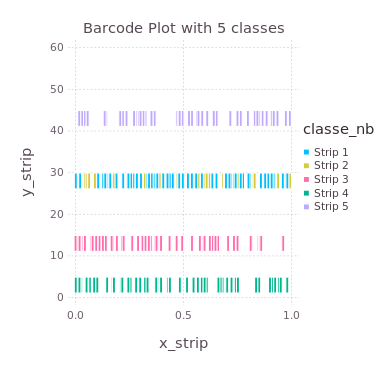 Barcode Plot with 5 classes
60
50
40
30
20
10
0
y_strip
0.0
0.5
1.0
x_strip
classe_nb
Strip 1
Strip 2
Strip 3
Strip 4
Strip 5